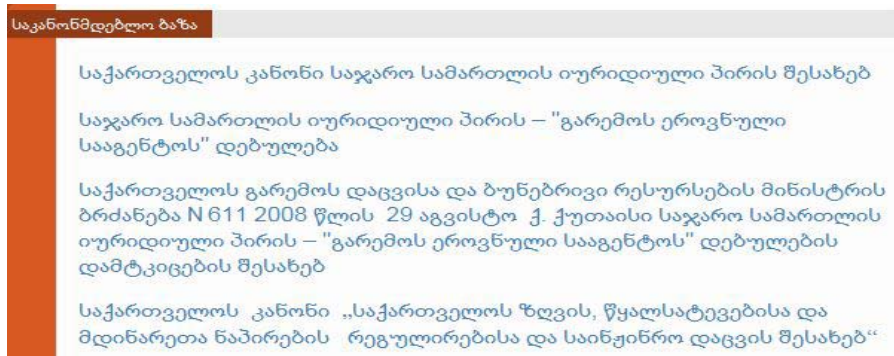 საკანონმდებლო ბაზა
საქართველოს კანონი საჯარო სამართლის იურიდიული პირის შესახებ
საჯარო სამართლის იურიდიული პირის – "გარემოს ეროვნული
სააგენტოს" დებულება
საქართველოს გარემოს დაცვისა და ბუნებრივი რესურსების მინისტრის
ბრძანება N 611 2008 წლის 29 აგვისტო ქ. ქუთაისი საჯარო სამართლის
იურიდიული პირის – "გარემოს ეროვნული სააგენტოს" დებულების
დამტკიცების შესახებ
საქართველოს კანონი „საქართველოს ზღვის, წყალსატევებისა და
მდინარეთა ნაპირების რეგულირებისა და საინჟინრო დაცვის შესახებ“